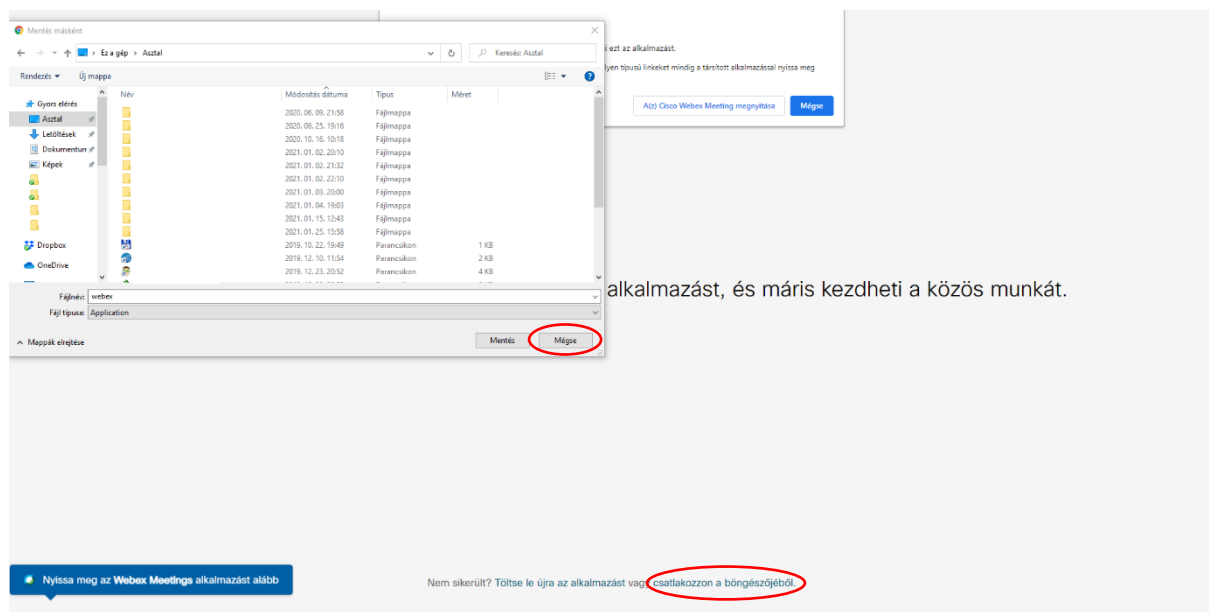 Mentés másként
Ez a gép › Asztal
Keresés: Asztal
Rendezés
Új mappa
Név Módosítás dátuma Típus Méret
Gyors elérés
Asztal
Letöltések
Dokumentun
Képek
Dropbox
OneDrive
2020. 06. 09. 21:58 Fájlmappa
2020. 08. 25. 19:16 Fájlmappa
2020. 10. 16. 10:18 Fájlmappa
2021. 01. 02. 20:10 Fájlmappa
2021. 01. 02. 21:32 Fájlmappa
2021. 01. 02. 22:10 Fájlmappa
2021. 01. 03. 20:00 Fájlmappa
2021. 01. 04. 19:03 Fájlmappa
2021. 01. 15. 12:43 Fájlmappa
2021. 01. 25. 15:58 Fájlmappa
2019. 10. 22. 19:49 Parancsikon 1 KB
2019. 12. 10. 11:54 Parancsikon 2 KB
2019. 12. 23. 20:52 Parancsikon 4 KB
Fájlnév: webex
Fájl típusa: Application
Mappák elrejtése
Mentés
Mégse
ezt az alkalmazást.
lyen típusú linkeket mindig a társított alkalmazással nyissa meg
A(z) Cisco Webex Meeting megnyitása
Mégse
alkalmazást, és máris kezdheti a közös munkát.
Nyissa meg az Webex Meetings alkalmazást alább
Nem sikerült? Töltse le újra az alkalmazást vagy csatlakozzon a böngészőjéből.